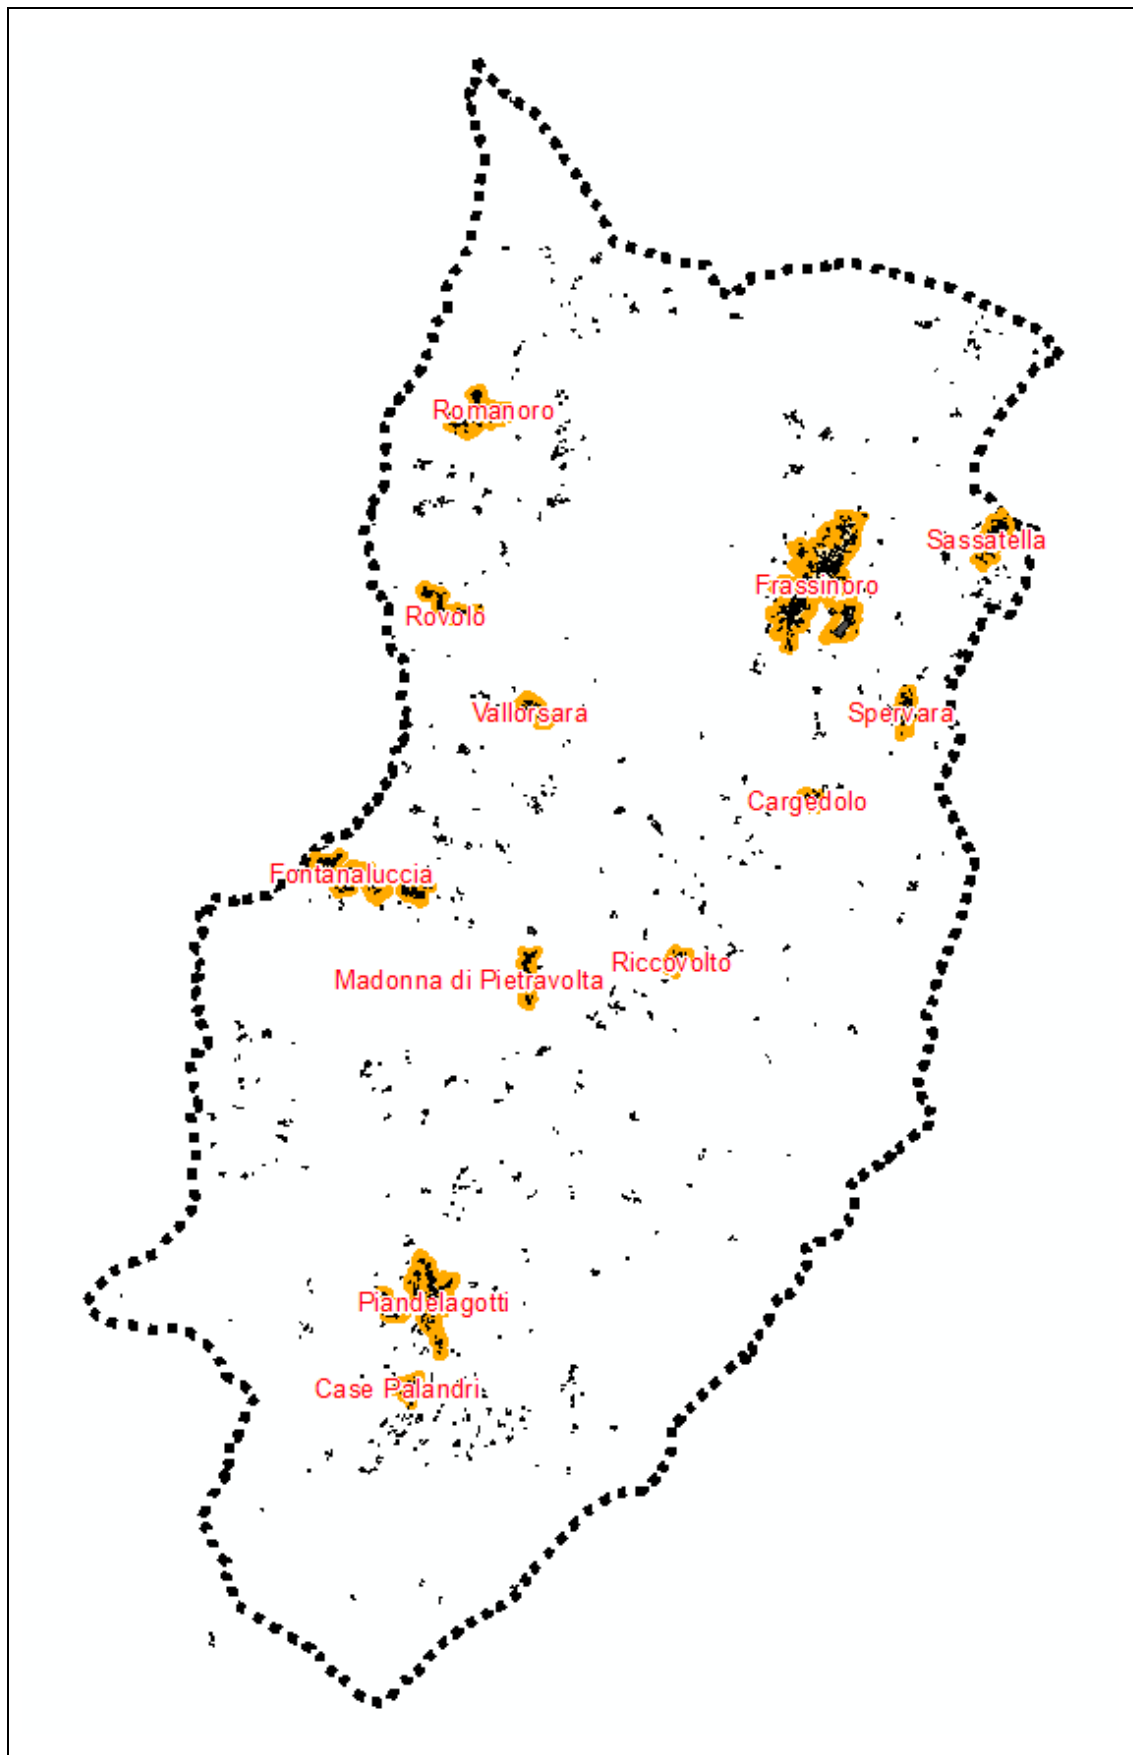 Romanoro
Sassatella
Frassinoro
Rovolo
Vallorsara
Spervara
Cargedolo
Fontanaluccia
Riccovolto
Madonna di Pietravolta
Piandelagotti
Case Palandri